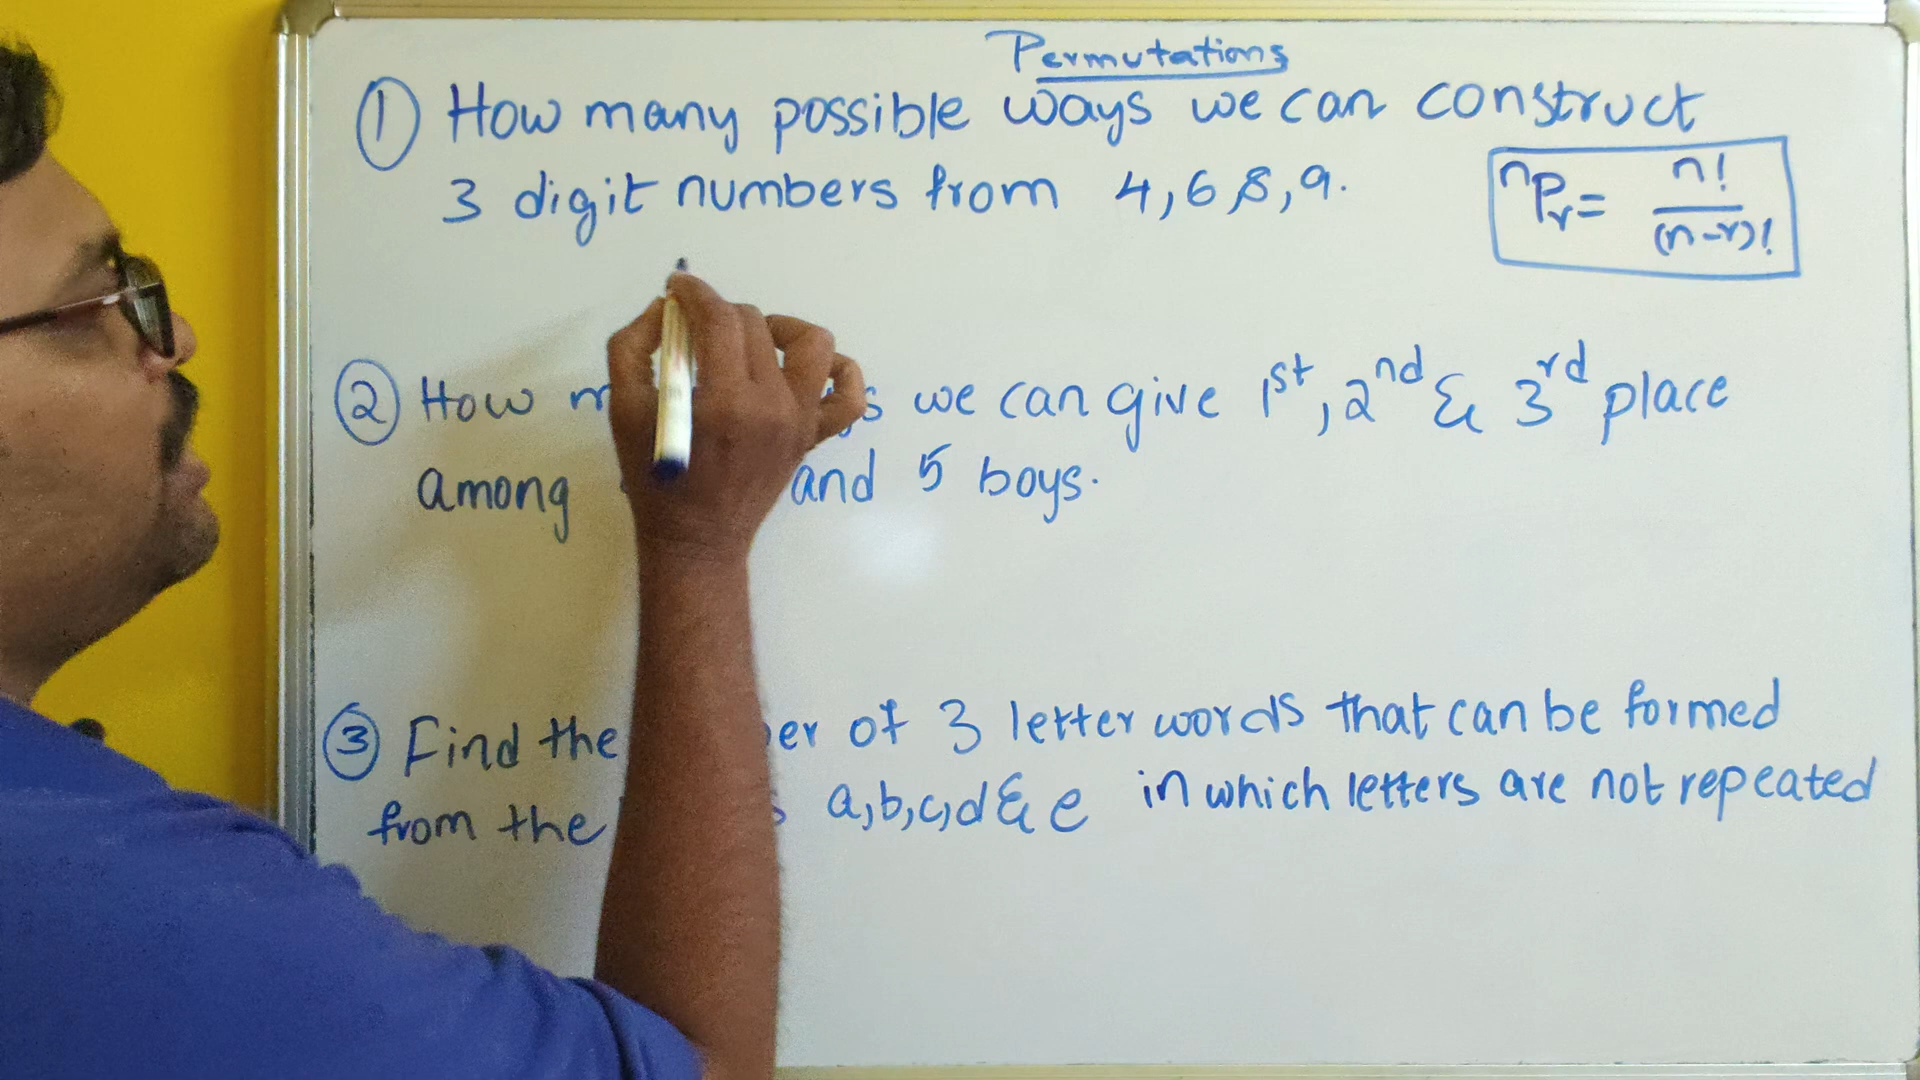 Permutations
① How many possible ways we can construct
3 digit numbers from 4,6,8,9.
nPr = n!/(n-r)!
② How we can give 1st, 2nd & 3rd place
among and 5 boys.
③ Find the of 3 letter words that can be formed
from the a,b,c,d & e in which letters are not repeated